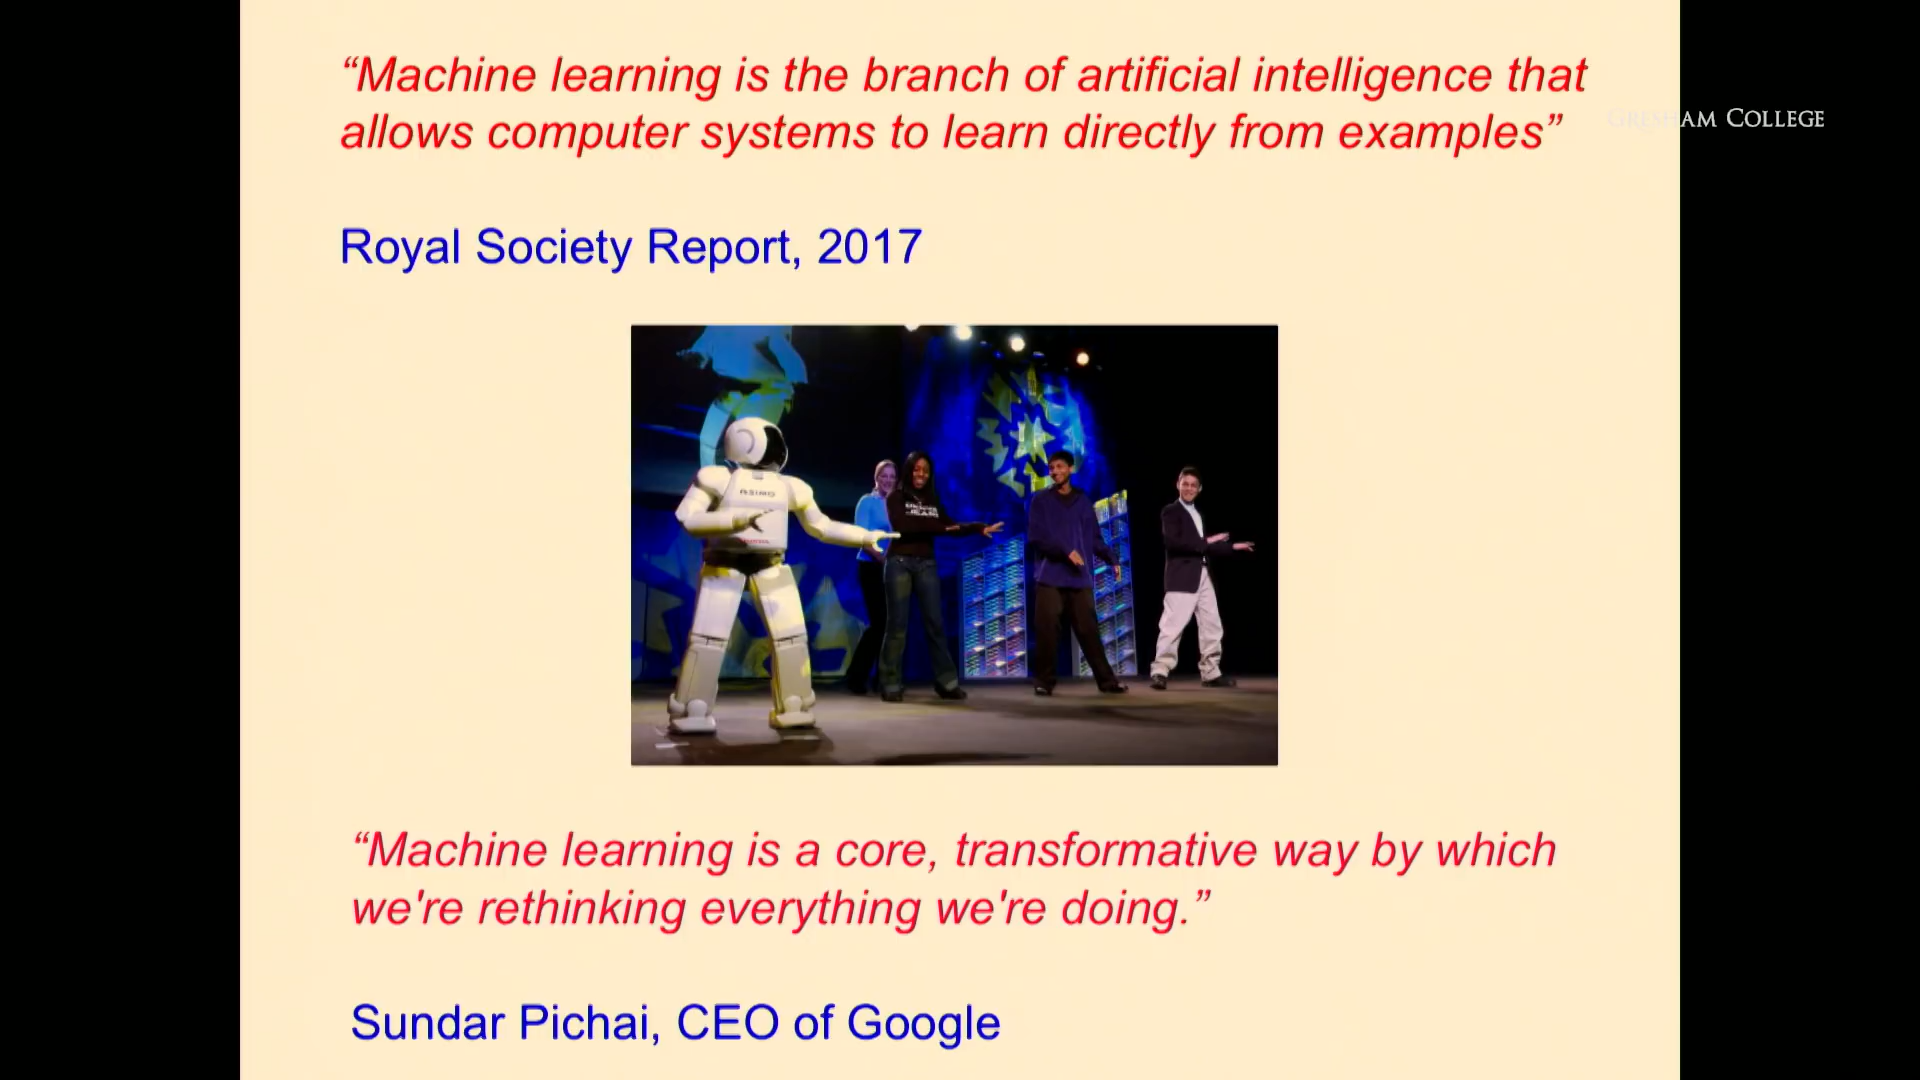 “Machine learning is the branch of artificial intelligence that
allows computer systems to learn directly from examples”
GRESHAM COLLEGE
Royal Society Report, 2017
ASIMO
“Machine learning is a core, transformative way by which
we're rethinking everything we're doing.”
Sundar Pichai, CEO of Google